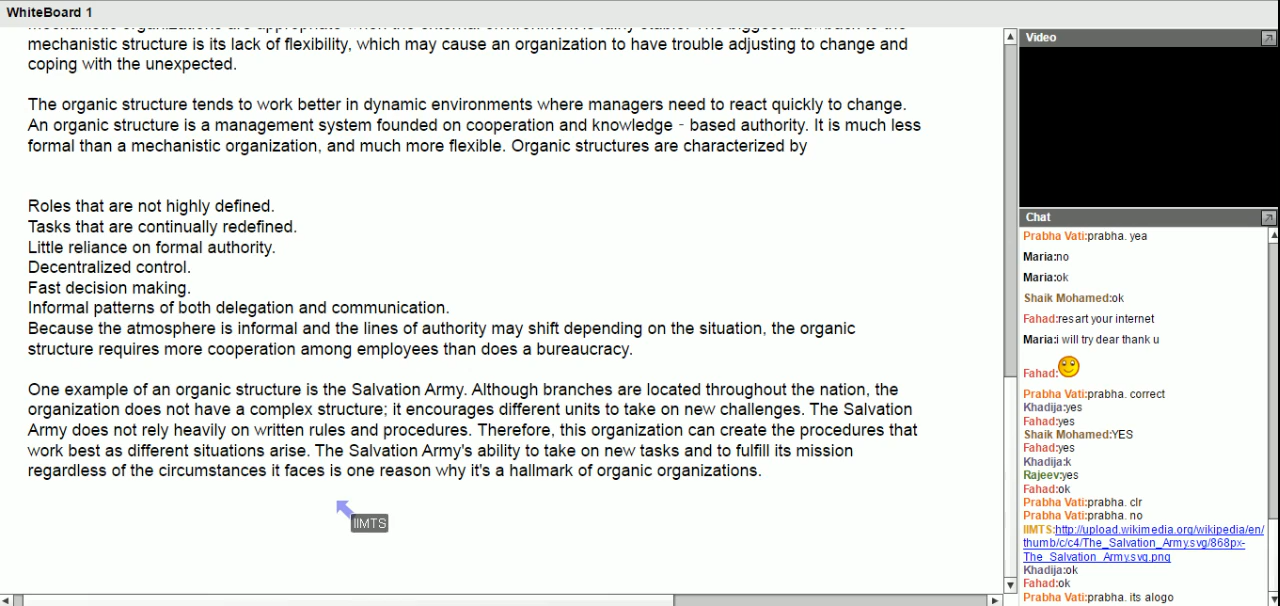 WhiteBoard 1
mechanistic structure is its lack of flexibility, which may cause an organization to have trouble adjusting to change and
coping with the unexpected.
The organic structure tends to work better in dynamic environments where managers need to react quickly to change.
An organic structure is a management system founded on cooperation and knowledge - based authority. It is much less
formal than a mechanistic organization, and much more flexible. Organic structures are characterized by
Roles that are not highly defined.
Tasks that are continually redefined.
Little reliance on formal authority.
Decentralized control.
Fast decision making.
Informal patterns of both delegation and communication.
Because the atmosphere is informal and the lines of authority may shift depending on the situation, the organic
structure requires more cooperation among employees than does a bureaucracy.
One example of an organic structure is the Salvation Army. Although branches are located throughout the nation, the
organization does not have a complex structure; it encourages different units to take on new challenges. The Salvation
Army does not rely heavily on written rules and procedures. Therefore, this organization can create the procedures that
work best as different situations arise. The Salvation Army's ability to take on new tasks and to fulfill its mission
regardless of the circumstances it faces is one reason why it's a hallmark of organic organizations.
IIMTS
Video
Chat
Prabha Vati:prabha. yea
Maria:no
Maria:ok
Shaik Mohamed:ok
Fahad:resart your internet
Maria:i will try dear thank u
Fahad:
Prabha Vati:prabha. correct
Khadija:yes
Fahad:yes
Shaik Mohamed:YES
Fahad:yes
Khadija:k
Rajeev:yes
Fahad:ok
Prabha Vati:prabha. clr
Prabha Vati:prabha. no
IIMTS:http://upload.wikimedia.org/wikipedia/en/
thumb/c/c4/The_Salvation_Army.svg/868px-
The_Salvation_Army.svg.png
Khadija:ok
Fahad:ok
Prabha Vati:prabha. its alogo